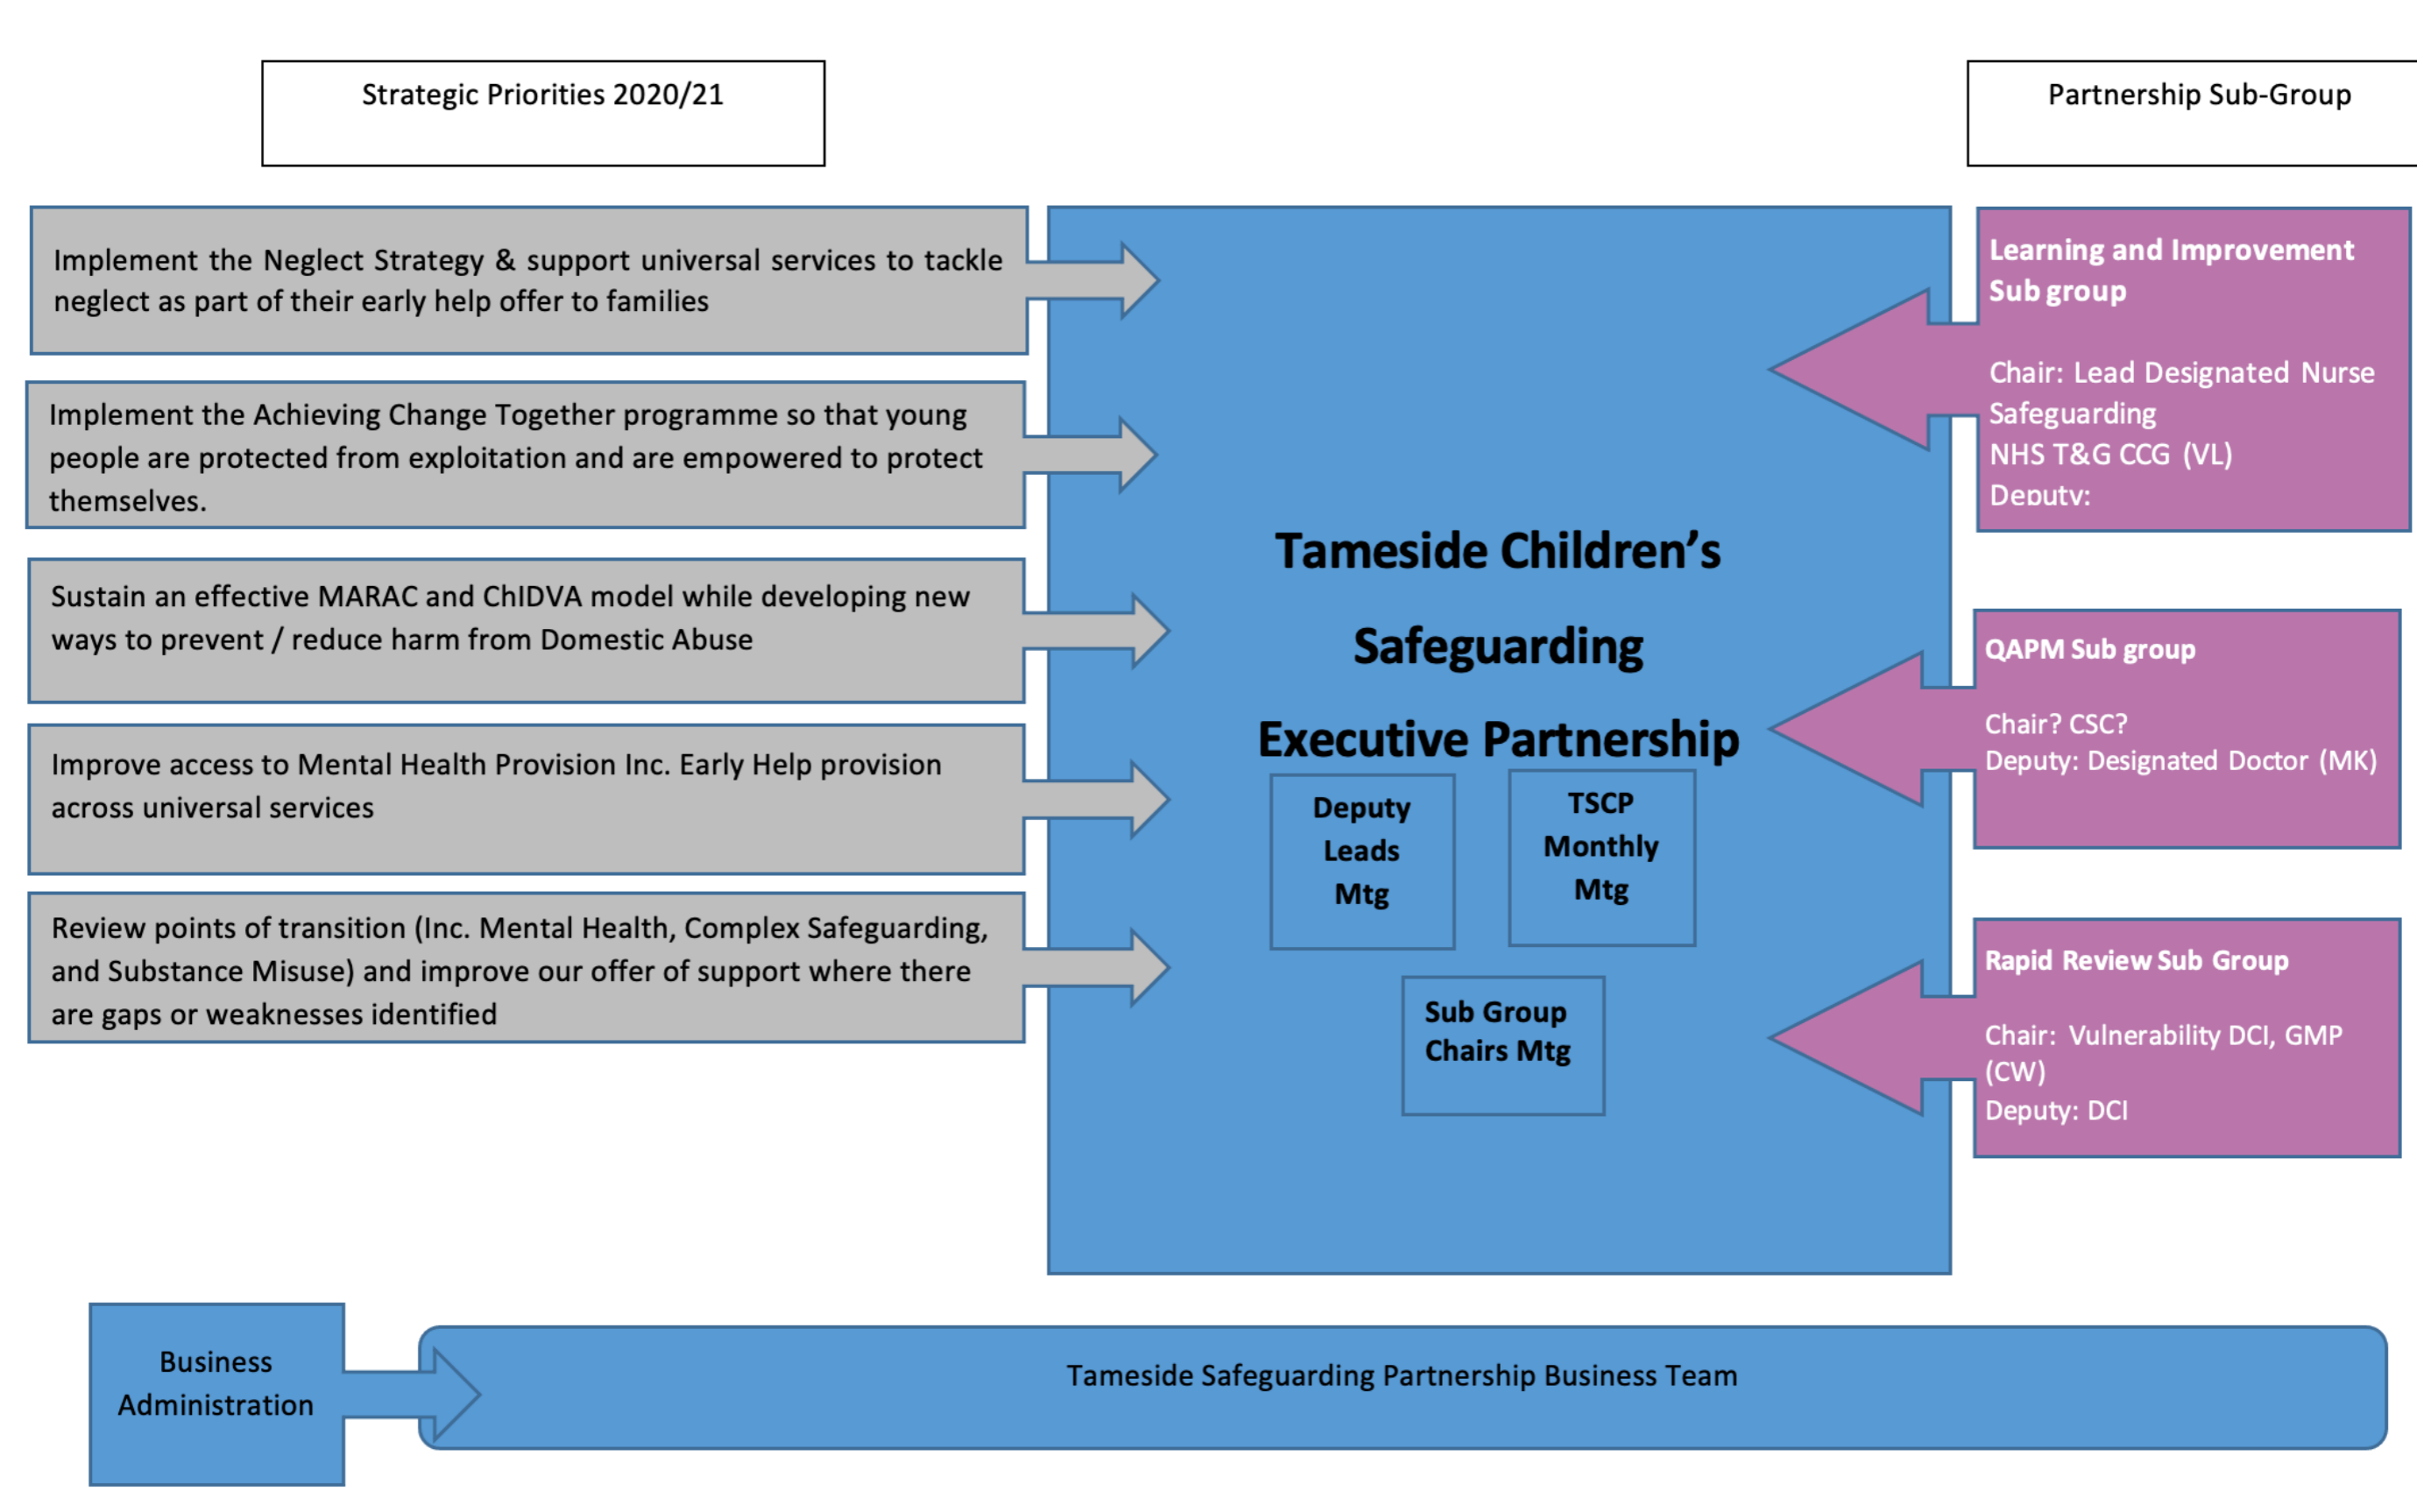 Strategic Priorities 2020/21
Partnership Sub-Group
Implement the Neglect Strategy & support universal services to tackle
neglect as part of their early help offer to families
Implement the Achieving Change Together programme so that young
people are protected from exploitation and are empowered to protect
themselves.
Sustain an effective MARAC and ChIDVA model while developing new
ways to prevent / reduce harm from Domestic Abuse
Improve access to Mental Health Provision Inc. Early Help provision
across universal services
Review points of transition (Inc. Mental Health, Complex Safeguarding,
and Substance Misuse) and improve our offer of support where there
are gaps or weaknesses identified
Tameside Children’s
Safeguarding
Executive Partnership
Deputy
Leads
Mtg
TSCP
Monthly
Mtg
Sub Group
Chairs Mtg
Learning and Improvement
Sub group
Chair: Lead Designated Nurse
Safeguarding
NHS T&G CCG (VL)
Deputy:
QAPM Sub group
Chair? CSC?
Deputy: Designated Doctor (MK)
Rapid Review Sub Group
Chair: Vulnerability DCI, GMP
(CW)
Deputy: DCI
Business
Administration
Tameside Safeguarding Partnership Business Team